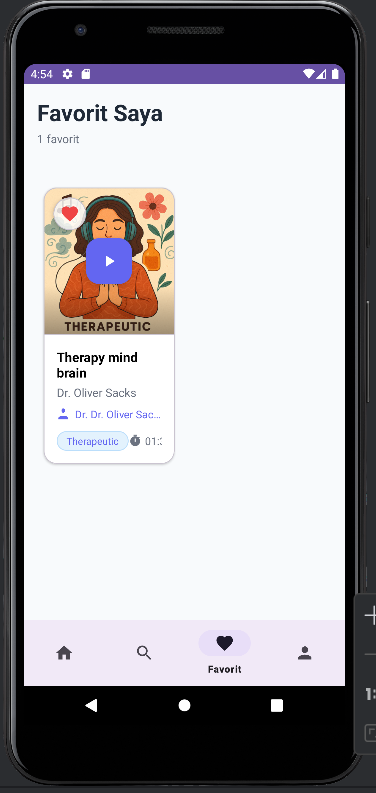 4:54
Favorit Saya
1 favorit
THERAPEUTIC
Therapy mind
brain
Dr. Oliver Sacks
Dr. Dr. Oliver Sac...
Therapeutic
Favorit